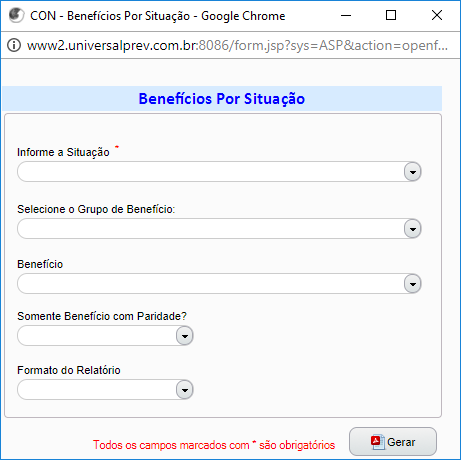 CON - Benefícios Por Situação - Google Chrome
www2.universalprev.com.br:8086/form.jsp?sys=ASP&action=openf...
Benefícios Por Situação
Informe a Situação *
Selecione o Grupo de Benefício:
Benefício
Somente Benefício com Paridade?
Formato do Relatório
Todos os campos marcados com * são obrigatórios
Gerar